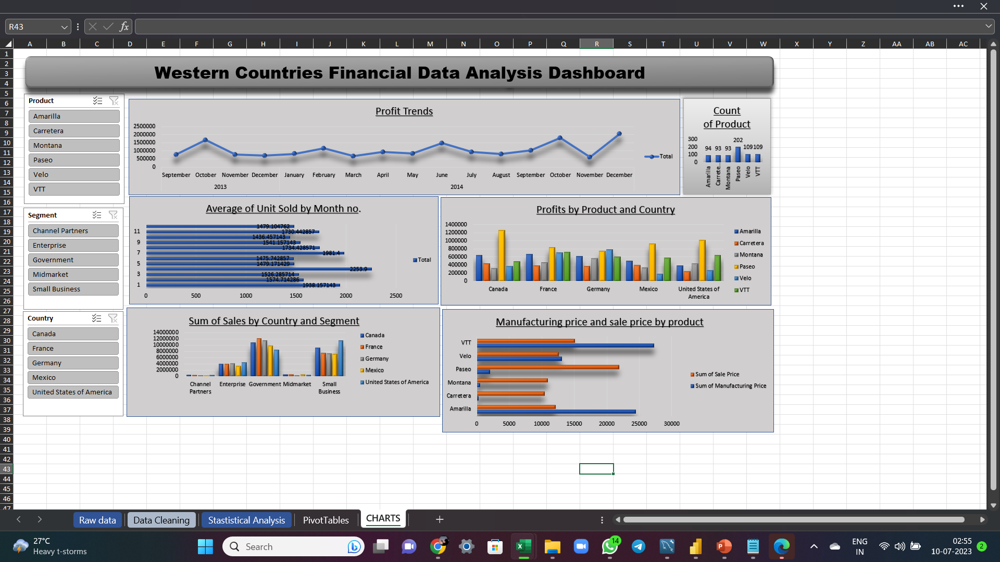 R43
fx
A B C D E F G H I J K L M N O P Q R S T U V W X Y Z AA AB AC
1
2
3
4
5
6
7
8
9
10
11
12
13
14
15
16
17
18
19
20
21
22
23
24
25
26
27
28
29
30
31
32
33
34
35
36
37
38
39
40
41
42
43
44
45
46
47
Western Countries Financial Data Analysis Dashboard
Product
Amarilla
Carretera
Montana
Paseo
Velo
VTT
Segment
Channel Partners
Enterprise
Government
Midmarket
Small Business
Country
Canada
France
Germany
Mexico
United States of America
Profit Trends
2500000
2000000
1500000
1000000
500000
0
September October November December January February March April May June July August September October November December
2013 2014
Total
Count
of Product
300
200
100
0
94 93 93 202 109 109
Amarilla
Carrete...
Montana
Paseo
Velo
VTT
Average of Unit Sold by Month no.
11
9
7
5
3
1
1479.104762
1730.442857
1436.457143
1541.157143
1734.428571
1981.4
1475.742857
1479.171429
2253.9
1526.285714
1574.714286
1938.157143
0 500 1000 1500 2000 2500
Total
Profits by Product and Country
1400000
1200000
1000000
800000
600000
400000
200000
0
Canada France Germany Mexico United States of
America
Amarilla
Carretera
Montana
Paseo
Velo
VTT
Sum of Sales by Country and Segment
14000000
12000000
10000000
8000000
6000000
4000000
2000000
0
Channel Enterprise Government Midmarket Small
Partners Business
Canada
France
Germany
Mexico
United States of America
Manufacturing price and sale price by product
VTT
Velo
Paseo
Montana
Carretera
Amarilla
0 5000 10000 15000 20000 25000 30000
Sum of Sale Price
Sum of Manufacturing Price
Raw data Data Cleaning Stastistical Analysis PivotTables CHARTS
27°C
Heavy t-storms
Search
14
ENG
IN
02:55
10-07-2023
2